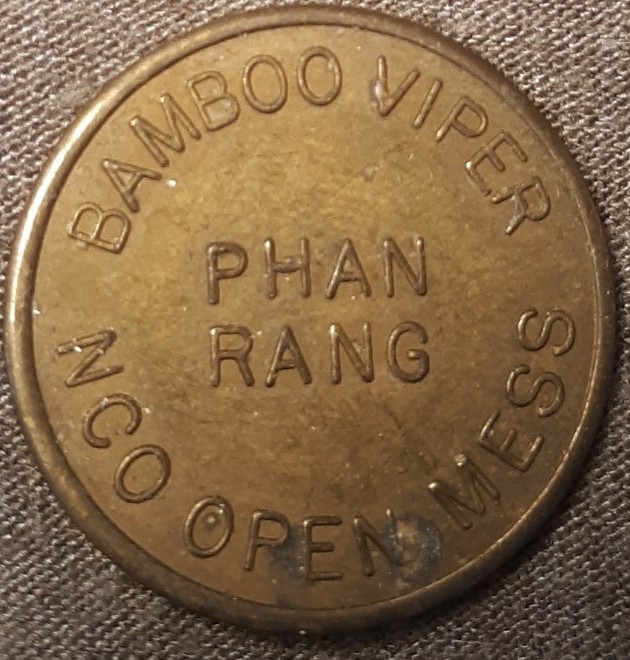 BAMBOO VIPER
PHAN
RANG
NCO OPEN MESS